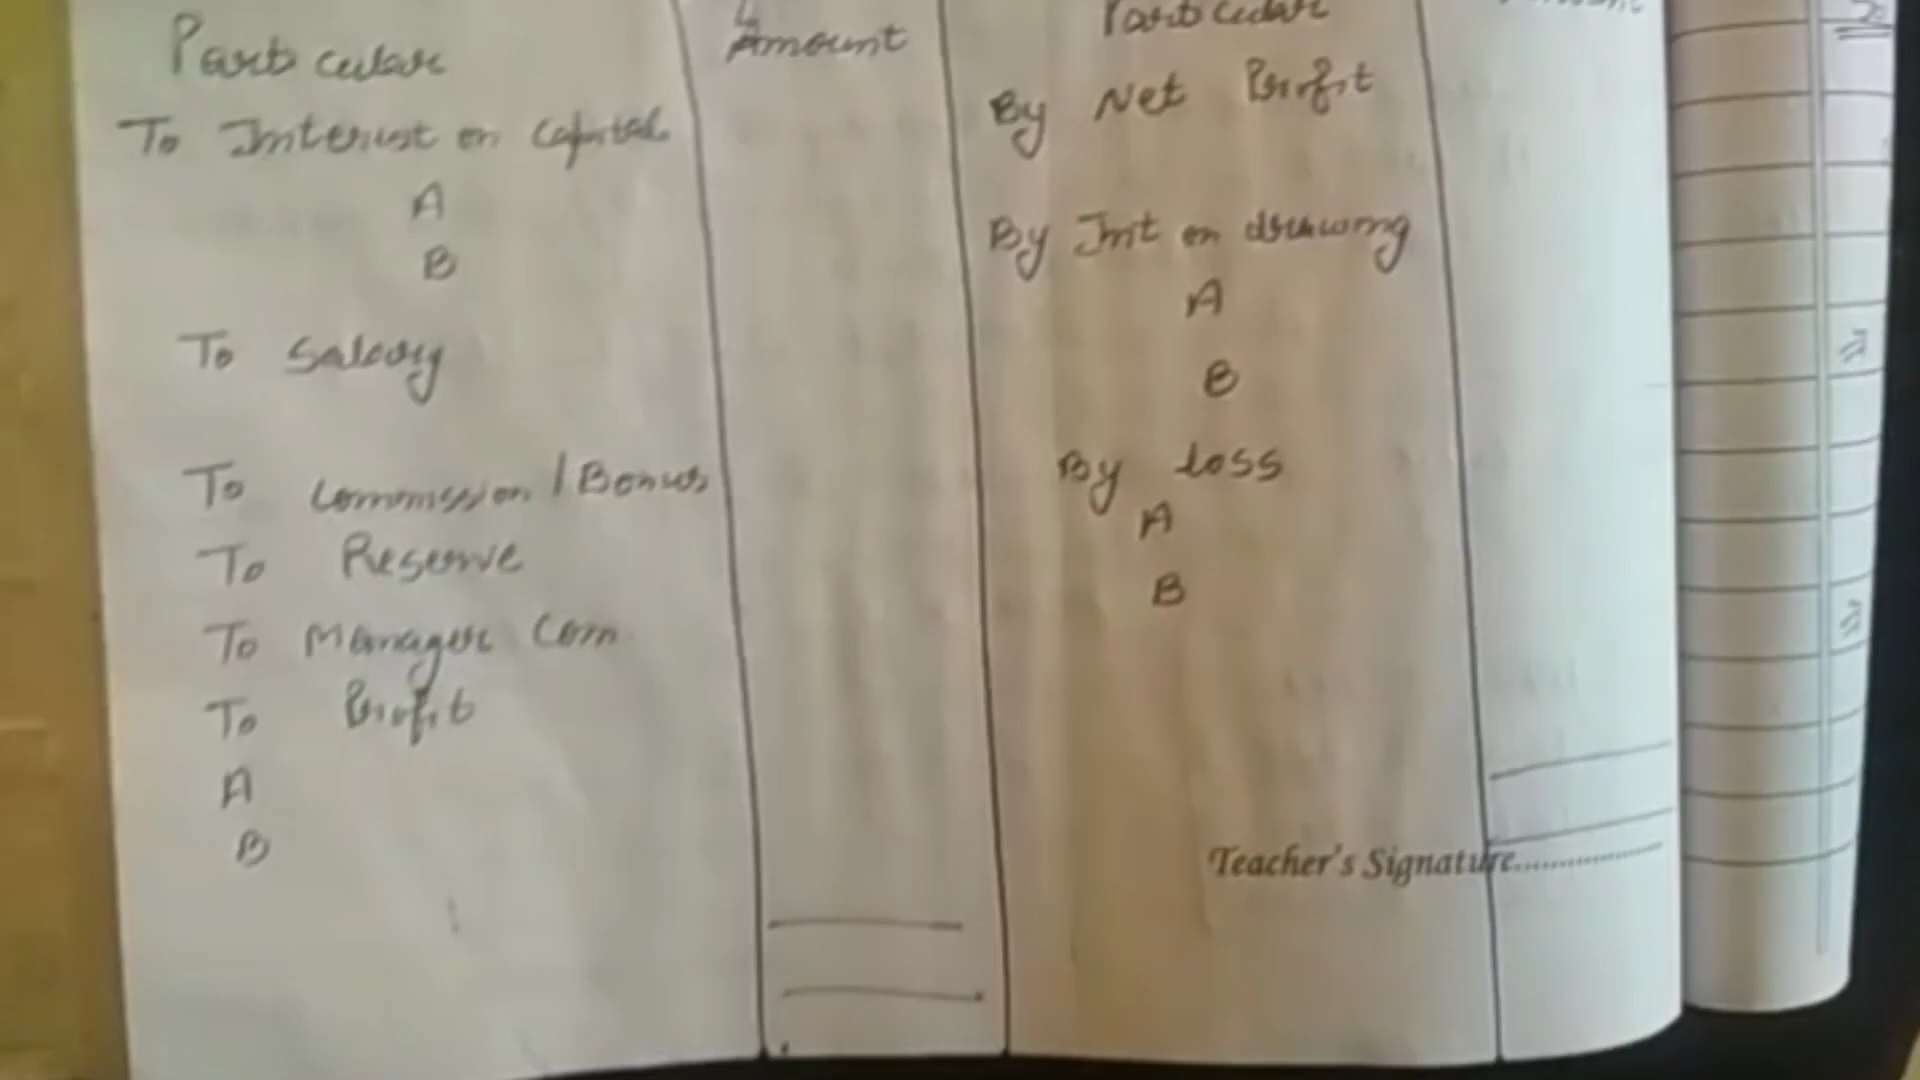 Particular
Amount
To Interest on Capital
A
B
To Salary
To Commission / Bonus
To Reserve
To Manager Com
To Profit
A
B
Particular
By Net Profit
By Int on drawing
A
B
By loss
A
B
Teacher's Signature..............